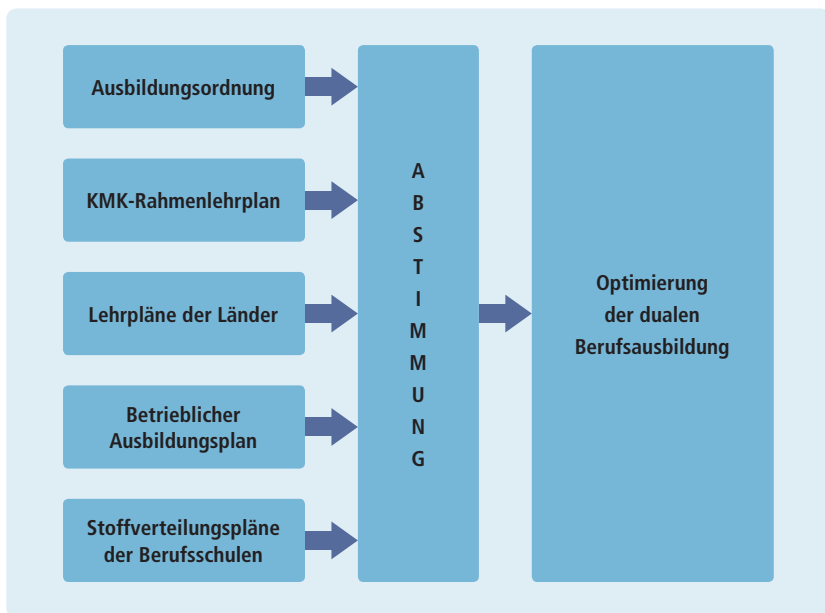 Ausbildungsordnung
KMK-Rahmenlehrplan
Lehrpläne der Länder
Betrieblicher
Ausbildungsplan
Stoffverteilungspläne
der Berufsschulen
A
B
S
T
I
M
M
U
N
G
Optimierung
der dualen
Berufsausbildung